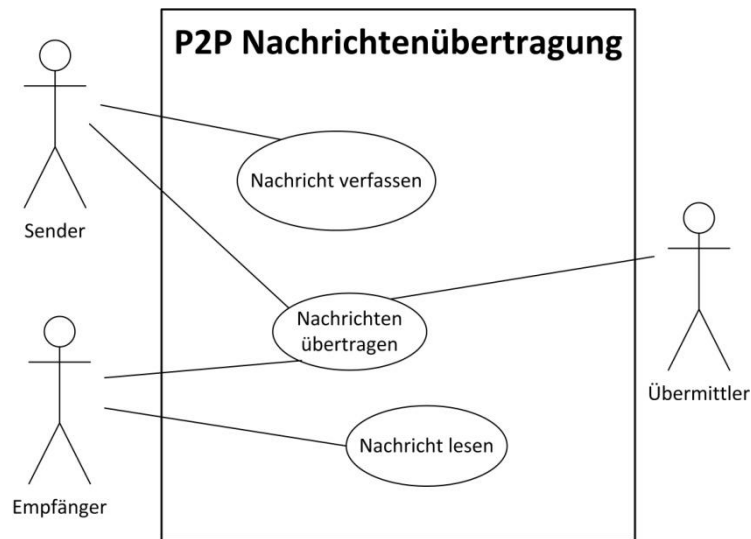 P2P Nachrichtenübertragung
Nachricht verfassen
Sender
Nachrichten
übertragen
Übermittler
Nachricht lesen
Empfänger